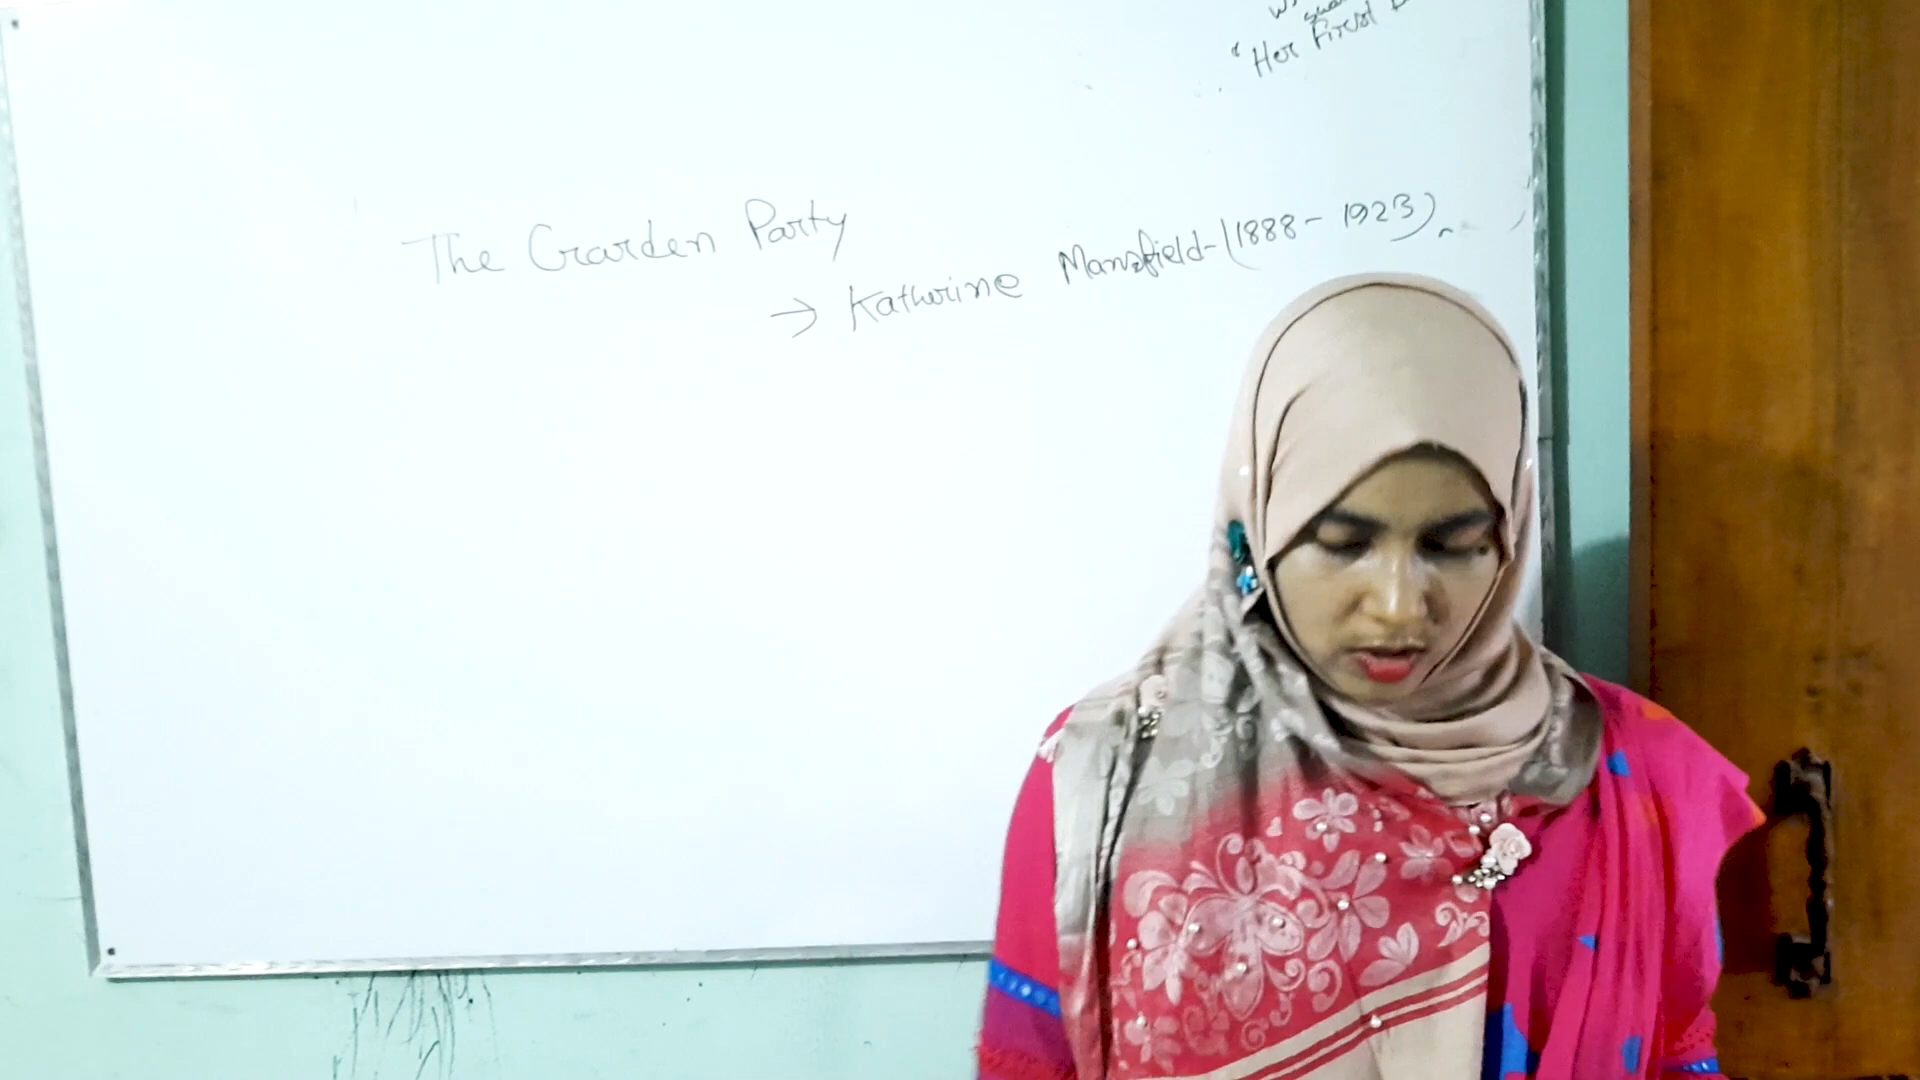 "Her First
The Garden Party
→ Katherine Mansfield-(1888-1923).